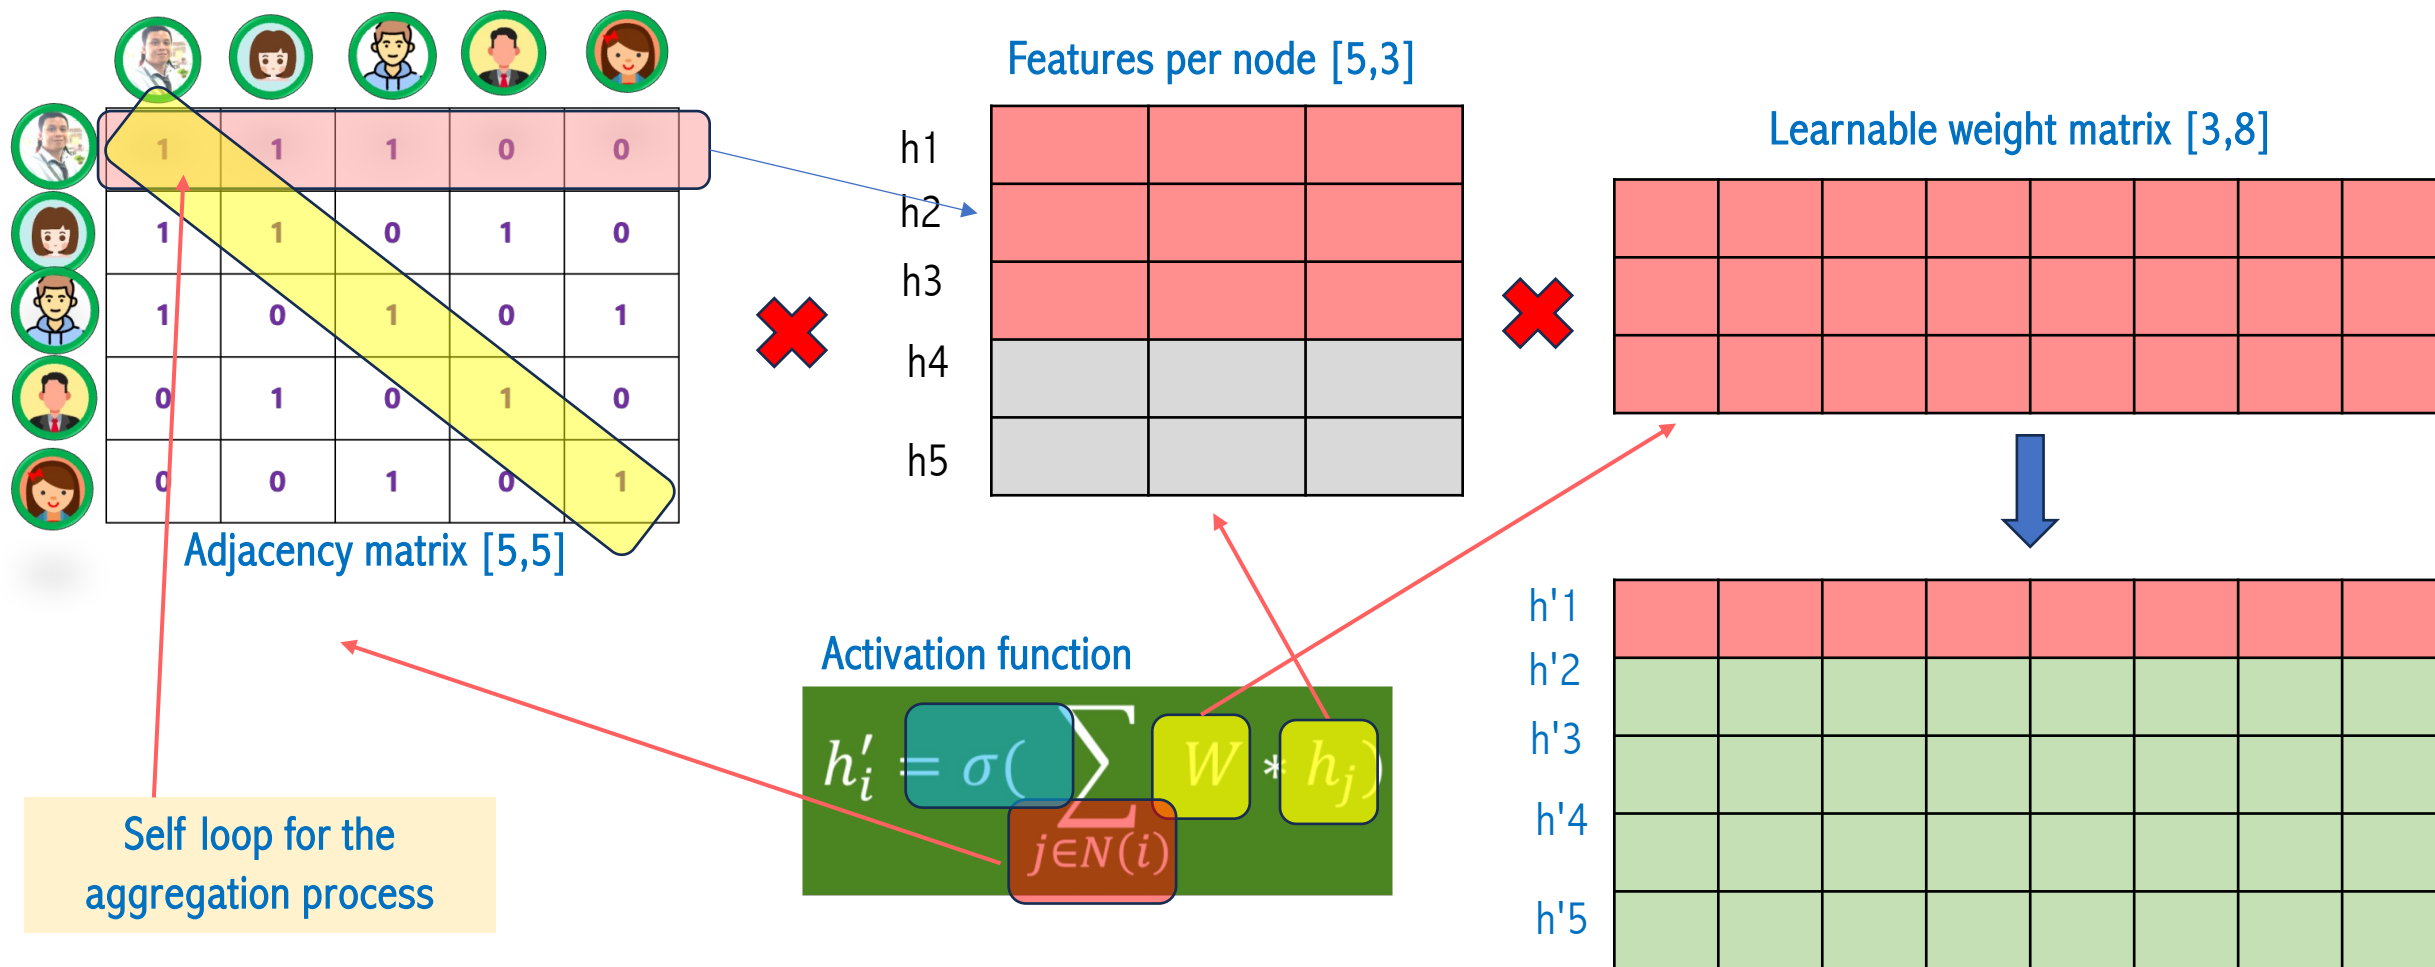 Features per node [5,3]
Learnable weight matrix [3,8]
1 1 1 0 0
1 1 0 1 0
1 0 1 0 1
0 1 0 1 0
0 0 1 0 1
Adjacency matrix [5,5]
h1
h2
h3
h4
h5
Activation function
h′ᵢ = σ( ∑ W * hⱼ)
j∈N(i)
Self loop for the
aggregation process
h'1
h'2
h'3
h'4
h'5